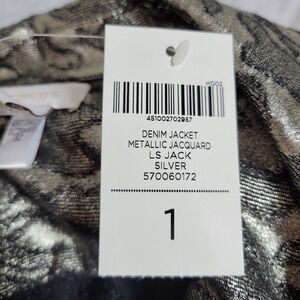 451002702957
DENIM JACKET
METALLIC JACQUARD
LS JACK
SILVER
570060172
1